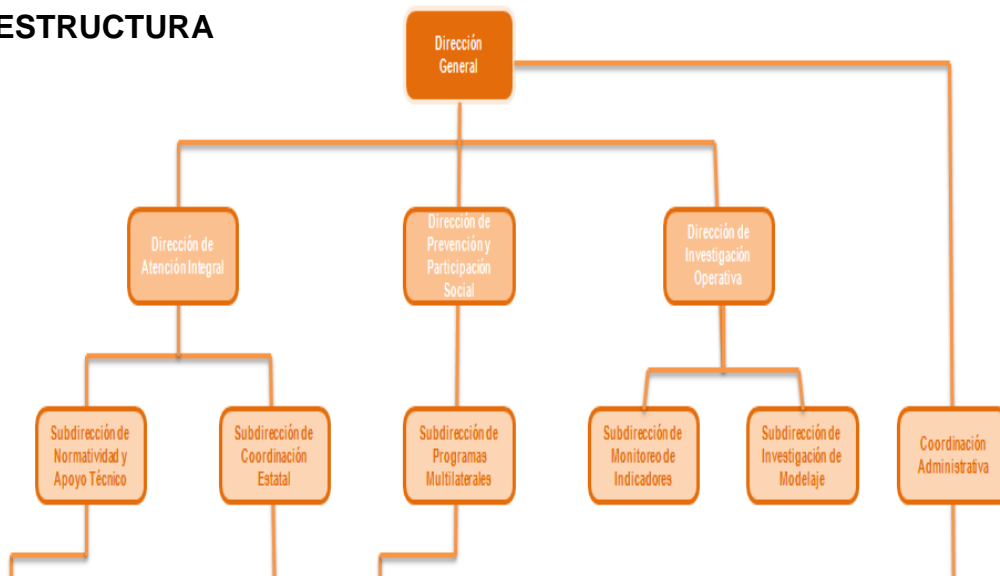 ESTRUCTURA
Dirección
General
Dirección de
Atención Integral
Dirección de
Prevención y
Participación
Social
Dirección de
Investigación
Operativa
Subdirección de
Normatividad y
Apoyo Técnico
Subdirección de
Coordinación
Estatal
Subdirección de
Programas
Multilaterales
Subdirección de
Monitoreo de
Indicadores
Subdirección de
Investigación de
Modelaje
Coordinación
Administrativa